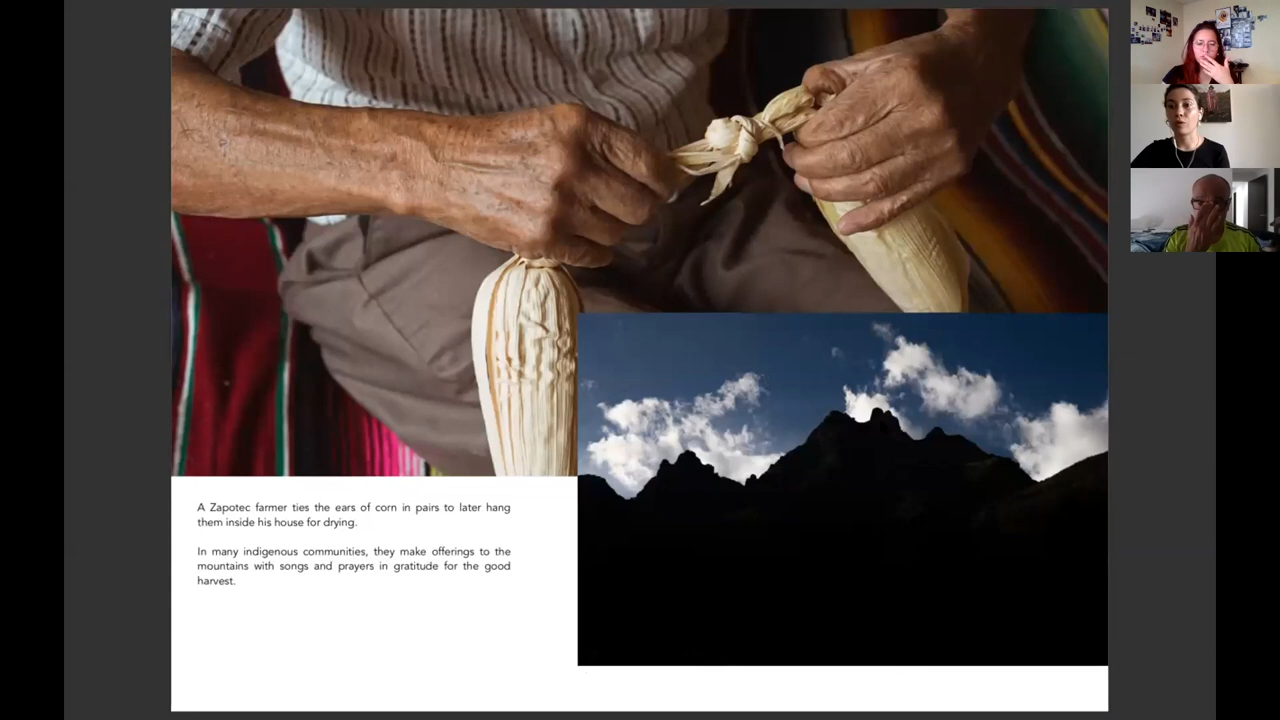 A Zapotec farmer ties the ears of corn in pairs to later hang
them inside his house for drying.
In many indigenous communities, they make offerings to the
mountains with songs and prayers in gratitude for the good
harvest.